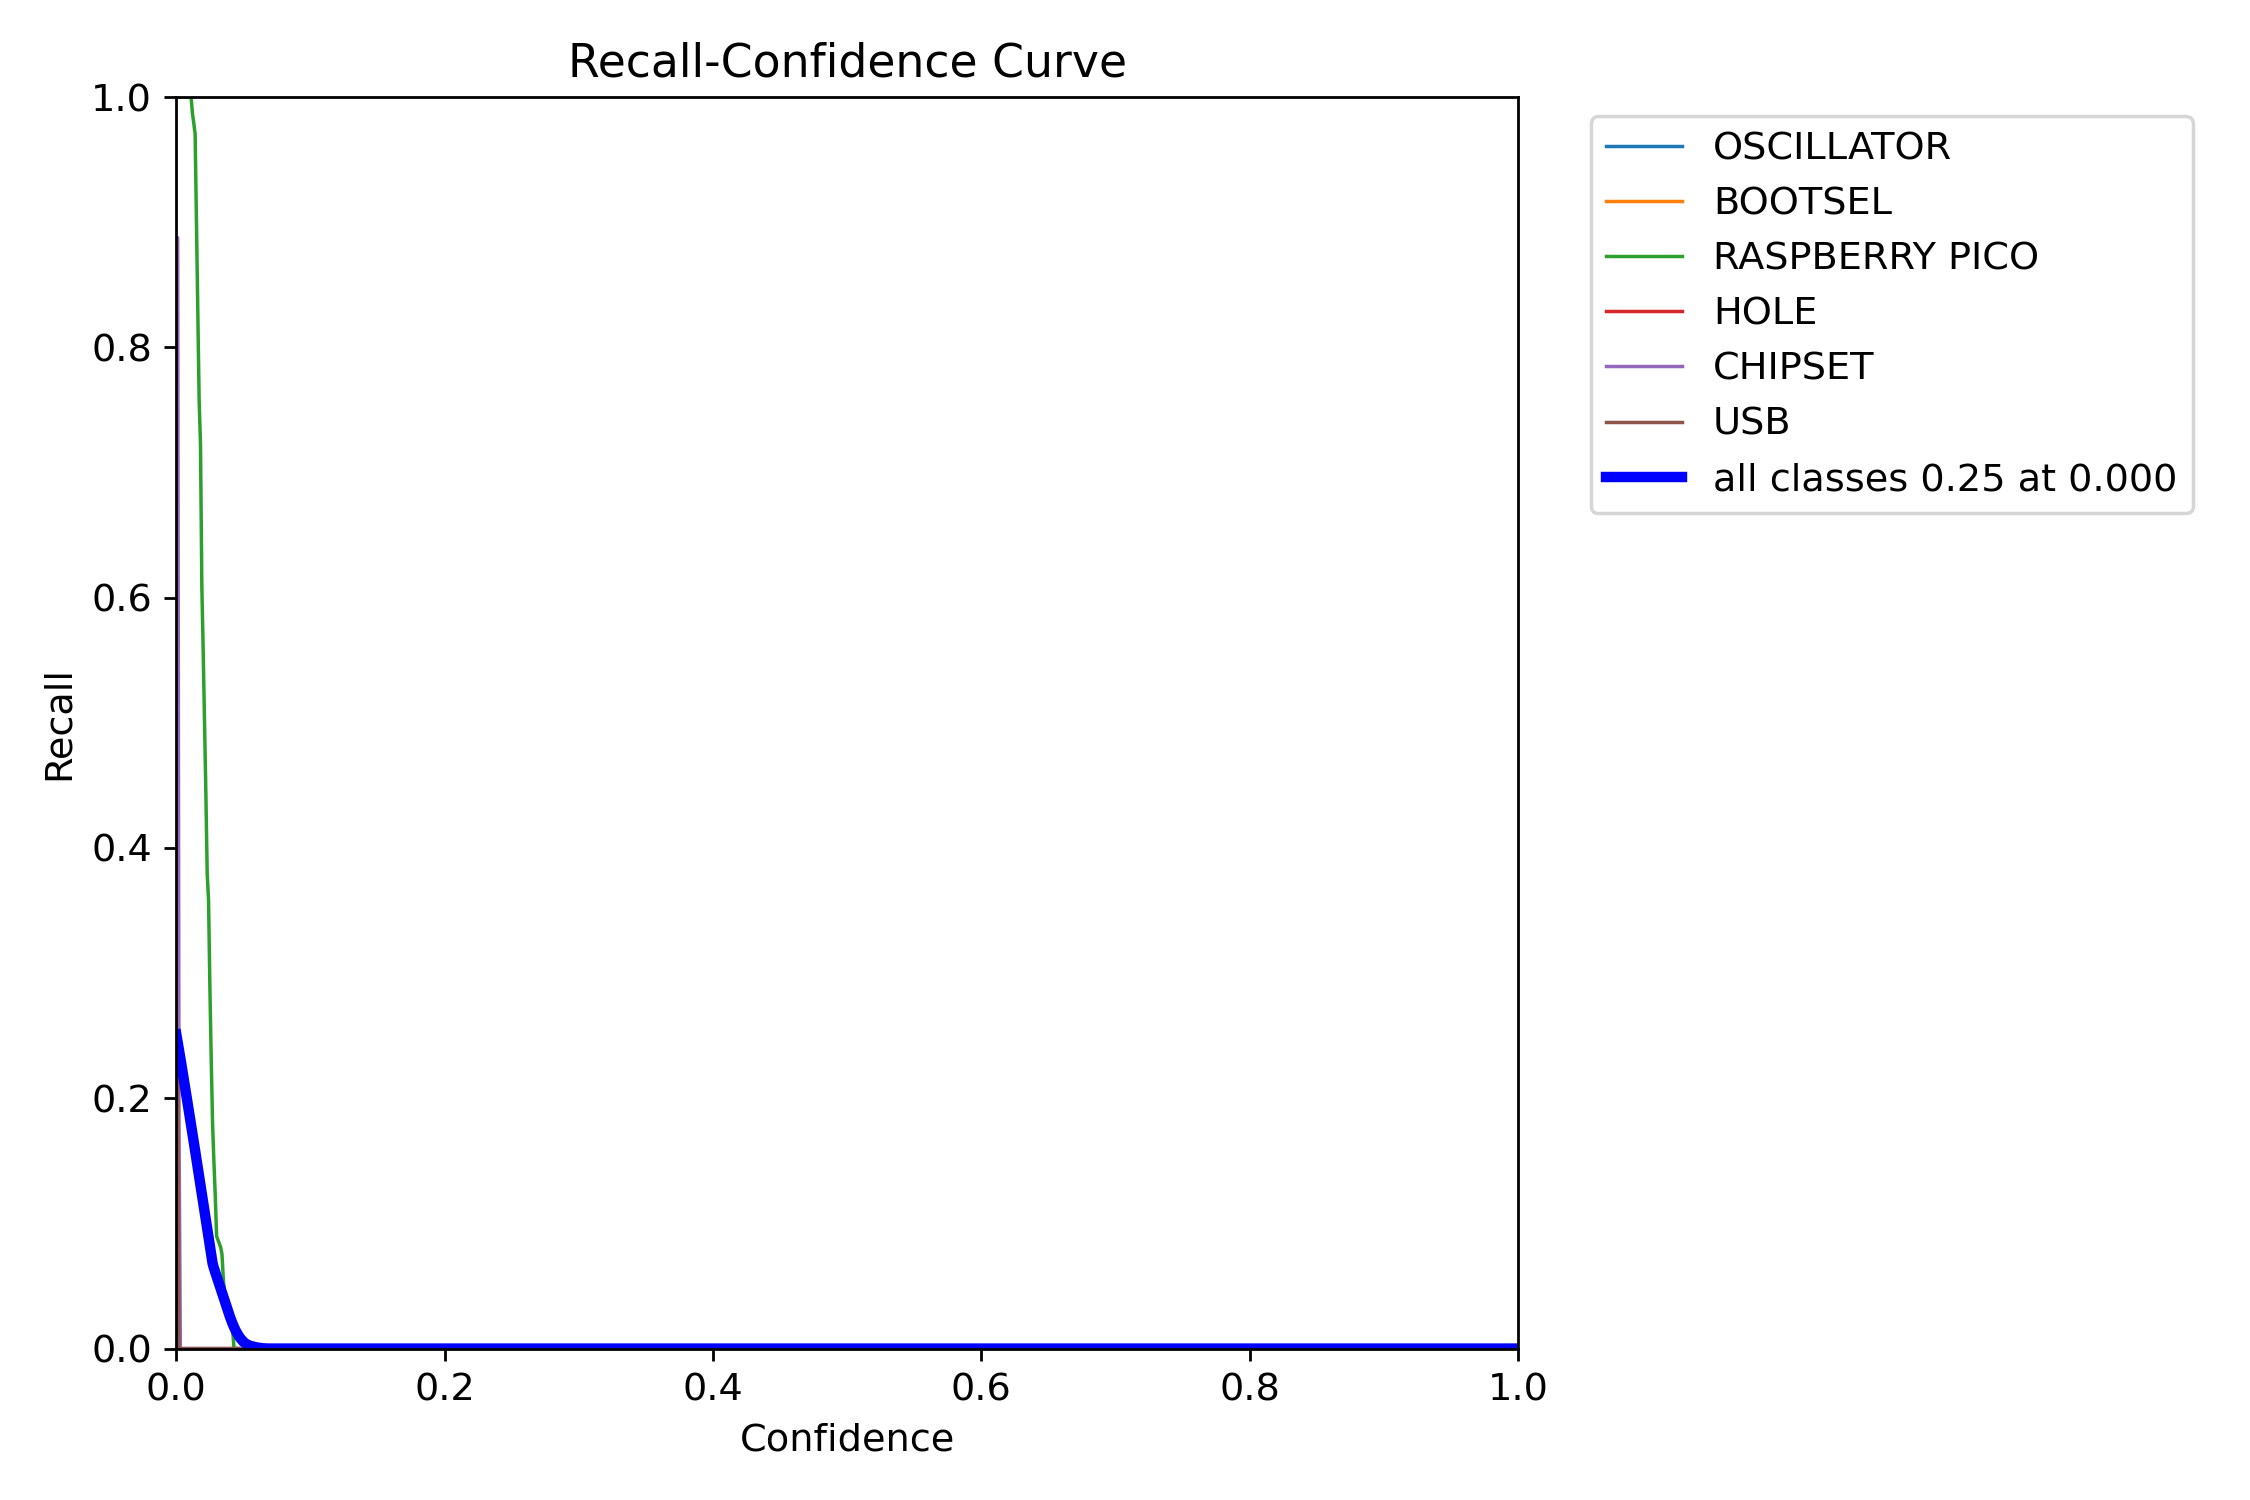 Recall-Confidence Curve
1.0
0.8
0.6
0.4
0.2
0.0
Recall
0.0 0.2 0.4 0.6 0.8 1.0
Confidence
OSCILLATOR
BOOTSEL
RASPBERRY PICO
HOLE
CHIPSET
USB
all classes 0.25 at 0.000